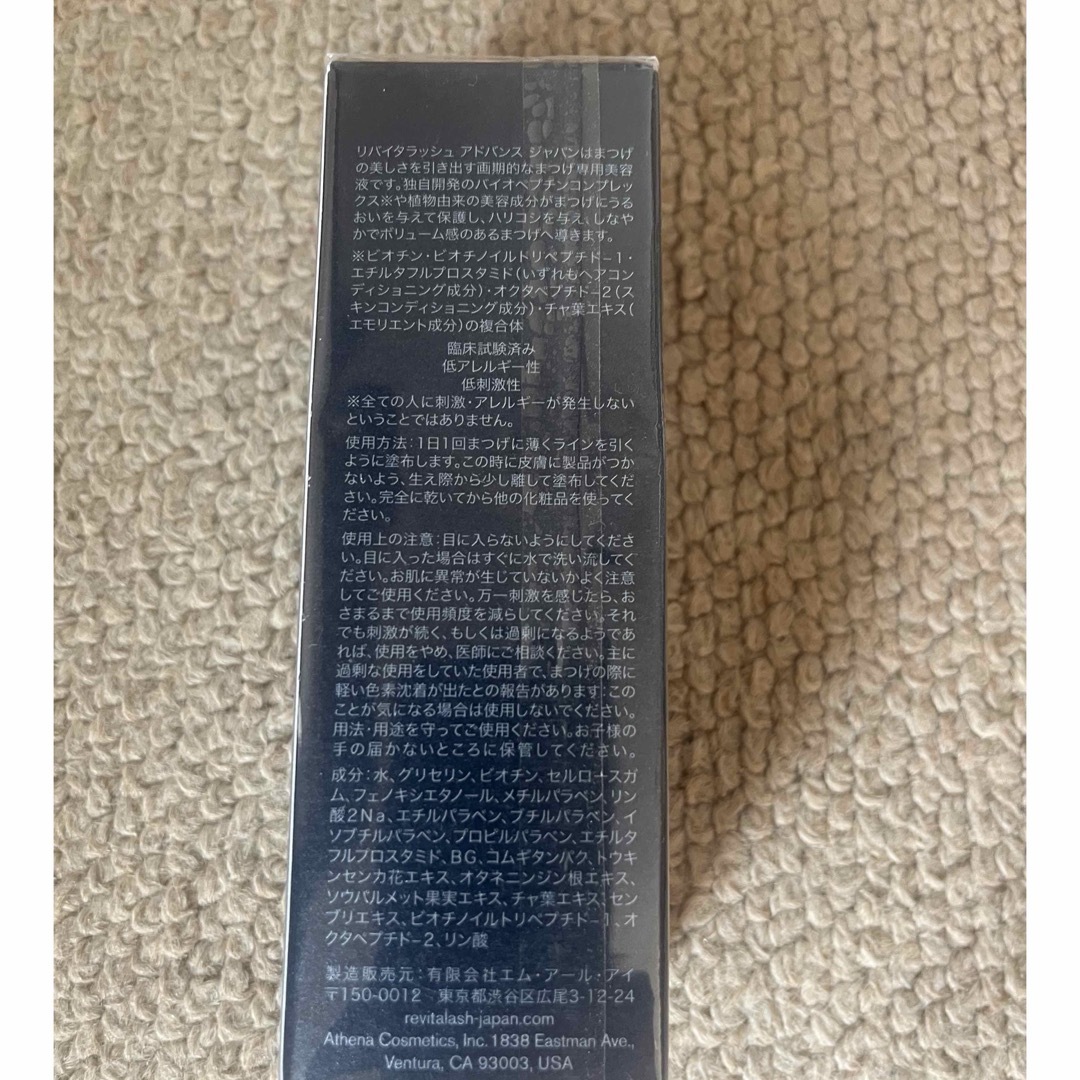 リバイタラッシュ アドバンス ジャパンはまつげ
の美しさを引き出す画期的なまつげ専用美容
液です。独自開発のバイオペプチンコンプレッ
クス※や植物由来の美容成分がまつげにうる
おいを与えて保護し、ハリコシを与え、しなや
かでボリューム感のあるまつげへ導きます。
※ビオチン・ビオチノイルトリペプチド-1・
エチルタフルプロスタミド(いずれもヘアコン
ディショニング成分)・オクタペプチド-2(ス
キンコンディショニング成分)・チャ葉エキス(
エモリエント成分)の複合体
臨床試験済み
低アレルギー性
低刺激性
※全ての人に刺激・アレルギーが発生しない
ということではありません。
使用方法:1日1回まつげに薄くラインを引く
ように塗布します。この時に皮膚に製品がつか
ないよう、生え際から少し離して塗布してくだ
さい。完全に乾いてから他の化粧品を使ってく
ださい。
使用上の注意:目に入らないようにしてくださ
い。目に入った場合はすぐに水で洗い流してく
ださい。お肌に異常が生じていないかよく注意
してご使用ください。万一刺激を感じたら、お
さまるまで使用頻度を減らしてください。それ
でも刺激が続く、もしくは過剰になるようであ
れば、使用をやめ、医師にご相談ください。主に
過剰な使用をしていた使用者で、まつげの際に
軽い色素沈着が出たとの報告があります:この
ことが気になる場合は使用しないでください。
用法・用途を守ってご使用ください。お子様の
手の届かないところに保管してください。
成分:水、グリセリン、ビオチン、セルロースガ
ム、フェノキシエタノール、メチルパラベン、リン
酸2Na、エチルパラベン、ブチルパラベン、イ
ソブチルパラベン、プロピルパラベン、エチルタ
フルプロスタミド、BG、コムギタンパク、トウキ
ンセンカ花エキス、オタネニンジン根エキス、
ソウパルメット果実エキス、チャ葉エキス、セン
ブリエキス、ビオチノイルトリペプチド-1、オ
クタペプチド-2、リン酸
製造販売元:有限会社エム・アール・アイ
〒150-0012 東京都渋谷区広尾3-12-24
revitalash-japan.com
Athena Cosmetics, Inc. 1838 Eastman Ave.,
Ventura, CA 93003, USA